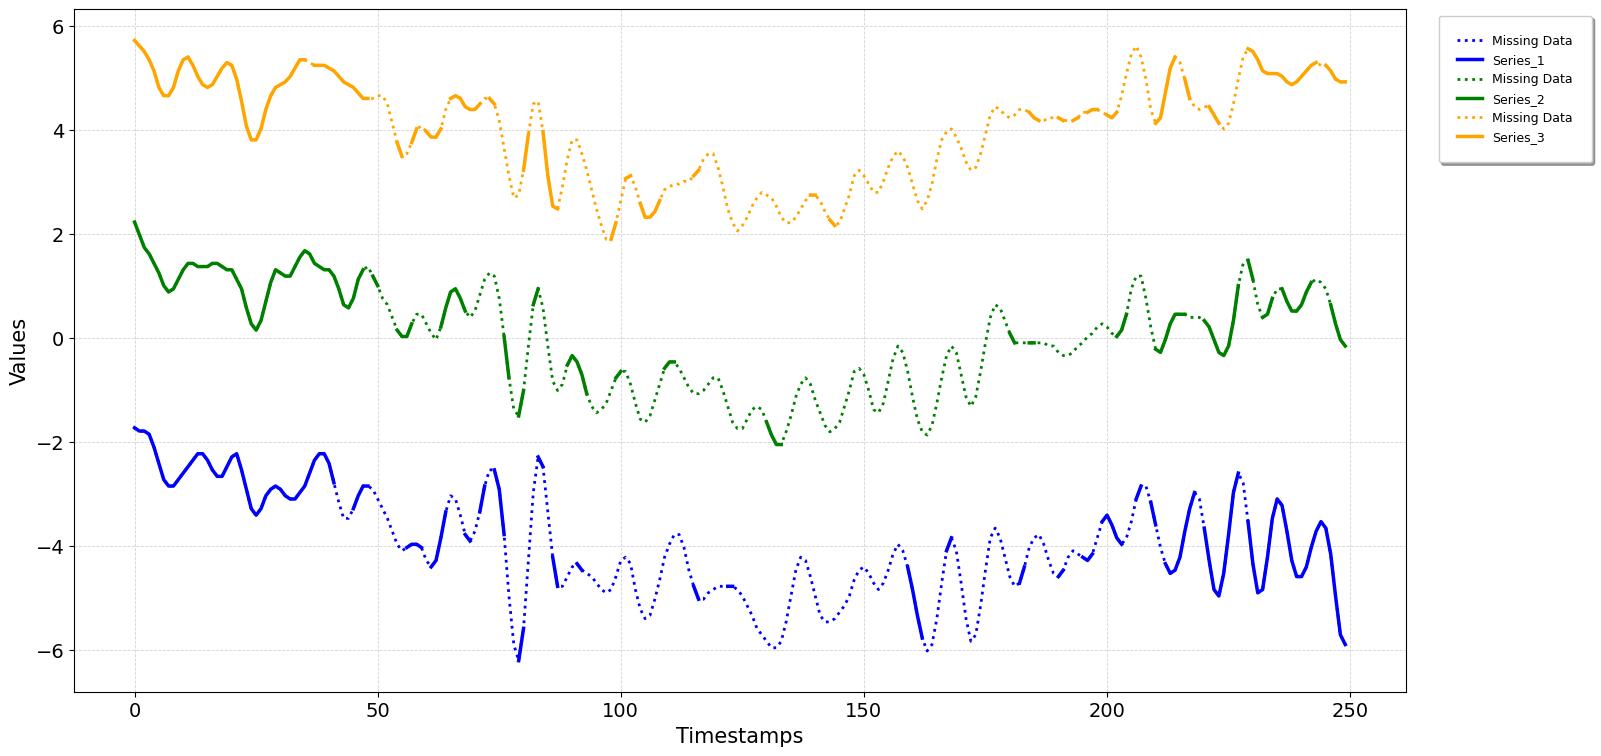 6
4
2
0
−2
−4
−6
0
50
100
150
200
250
Values
Timestamps
Missing Data
Series_1
Missing Data
Series_2
Missing Data
Series_3